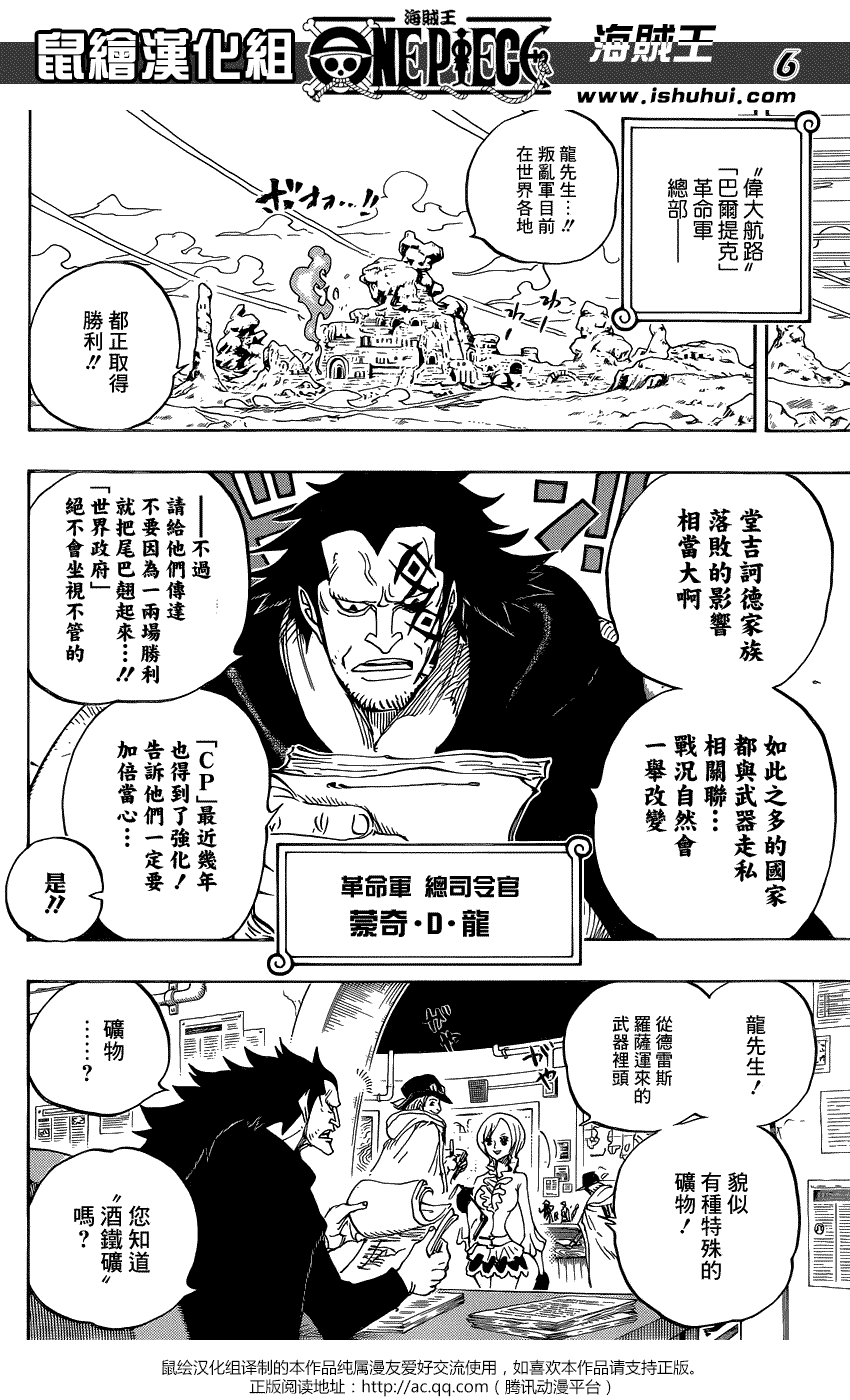 鼠繪漢化組
海賊王
ONE PIECE
海賊王
6
www.ishuhui.com
〝偉大航路〞
「巴爾提克」
革命軍
總部——
龍先生…!!
叛亂軍目前
在世界各地
都正取得
勝利!!
堂吉訶德家族
落敗的影響
相當大啊
如此之多的國家
都與武器走私
相關聯…
戰況自然會
一舉改變
——不過
請給他們傳達
不要因為一兩場勝利
就把尾巴翹起來…!!
「世界政府」
絕不會坐視不管的
「CP」最近幾年
也得到了強化！
告訴他們一定要
加倍當心…
是!!
革命軍 總司令官
蒙奇·D·龍
龍先生！
從德雷斯
羅薩運來的
武器裡頭
貌似
有種特殊的
礦物！
礦物
……？
您知道
〝酒鐵礦〞
嗎？
鼠绘汉化组译制的本作品纯属漫友爱好交流使用，如喜欢本作品请支持正版。
正版阅读地址：http://ac.qq.com（腾讯动漫平台）